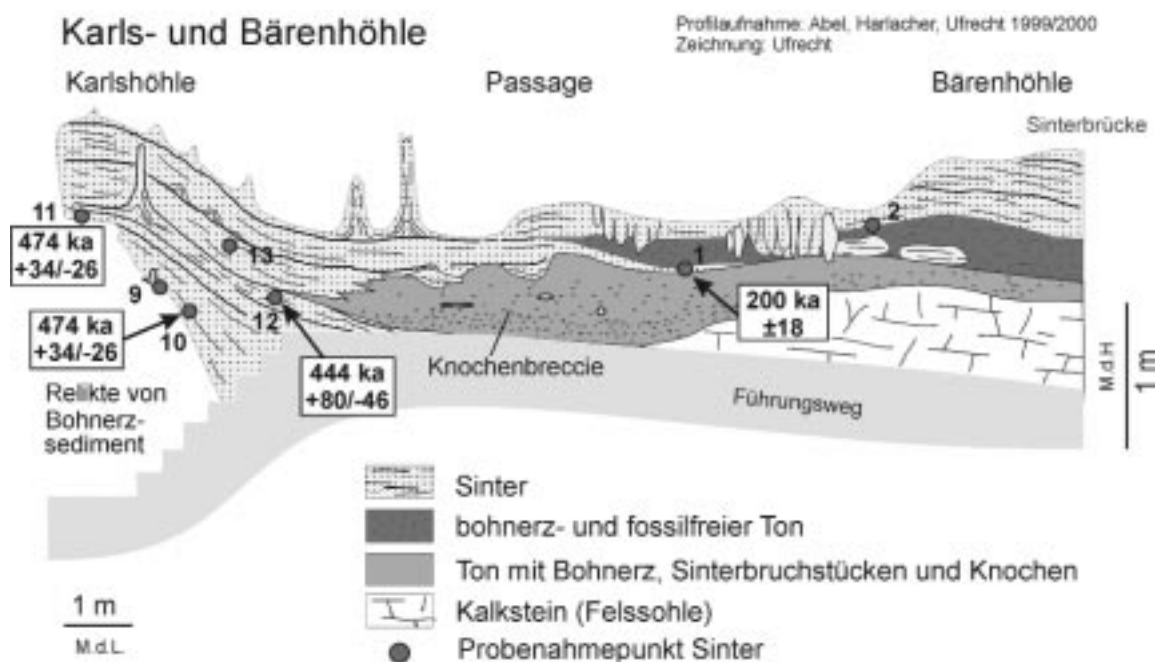 Karls- und Bärenhöhle
Profilaufnahme: Abel, Harlacher, Ufrecht 1999/2000
Zeichnung: Ufrecht
Karlshöhle
Passage
Bärenhöhle
Sinterbrücke
11
474 ka
+34/-26
13
2
1
9
10
12
474 ka
+34/-26
200 ka
±18
444 ka
+80/-46
Knochenbreccie
Relikte von
Bohnerz-
sediment
Führungsweg
M.d.H
1 m
Sinter
bohnerz- und fossilfreier Ton
Ton mit Bohnerz, Sinterbruchstücken und Knochen
Kalkstein (Felssohle)
Probenahmepunkt Sinter
1 m
M.d.L.